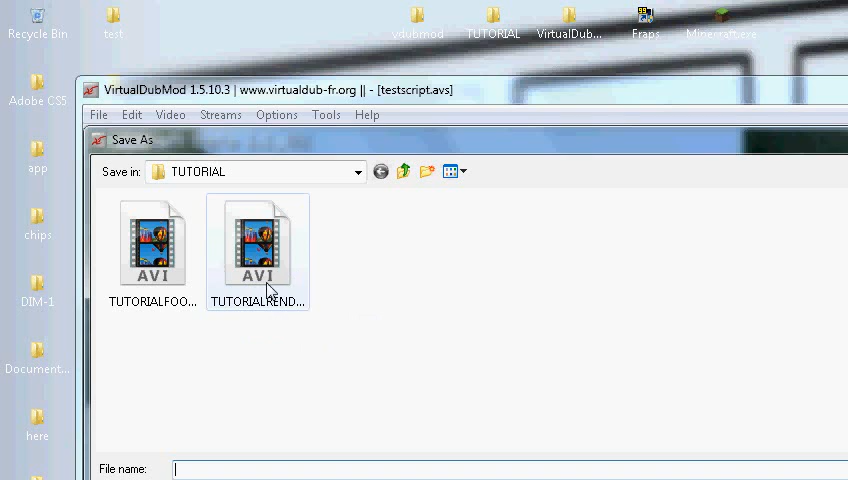 Recycle Bin
test
vdubmod
TUTORIAL
VirtualDub...
Fraps
Minecraft.exe
Adobe CS5
app
chips
DIM-1
Document...
here
VirtualDubMod 1.5.10.3 | www.virtualdub-fr.org || - [testscript.avs]
File Edit Video Streams Options Tools Help
Save As
Save in: TUTORIAL
AVI
AVI
TUTORIALFOO...
TUTORIALREND...
File name: